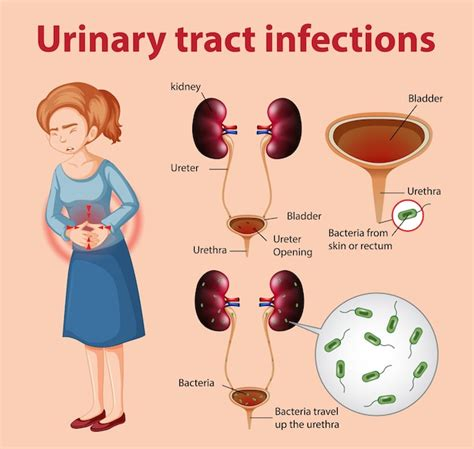 Urinary tract infections
kidney
Ureter
Bladder
Urethra
Ureter
Opening
Bladder
Urethra
Bacteria from
skin or rectum
Bacteria
Bacteria travel
up the urethra